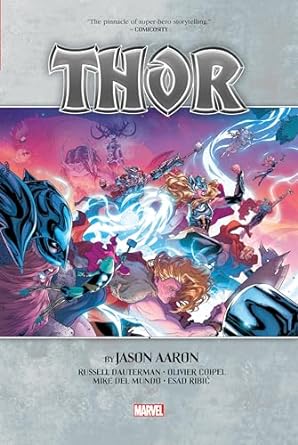 "The pinnacle of super-hero storytelling."
– COMICOSITY
THOR
BY JASON AARON
RUSSELL DAUTERMAN • OLIVIER COIPEL
MIKE DEL MUNDO • ESAD RIBIĆ
MARVEL